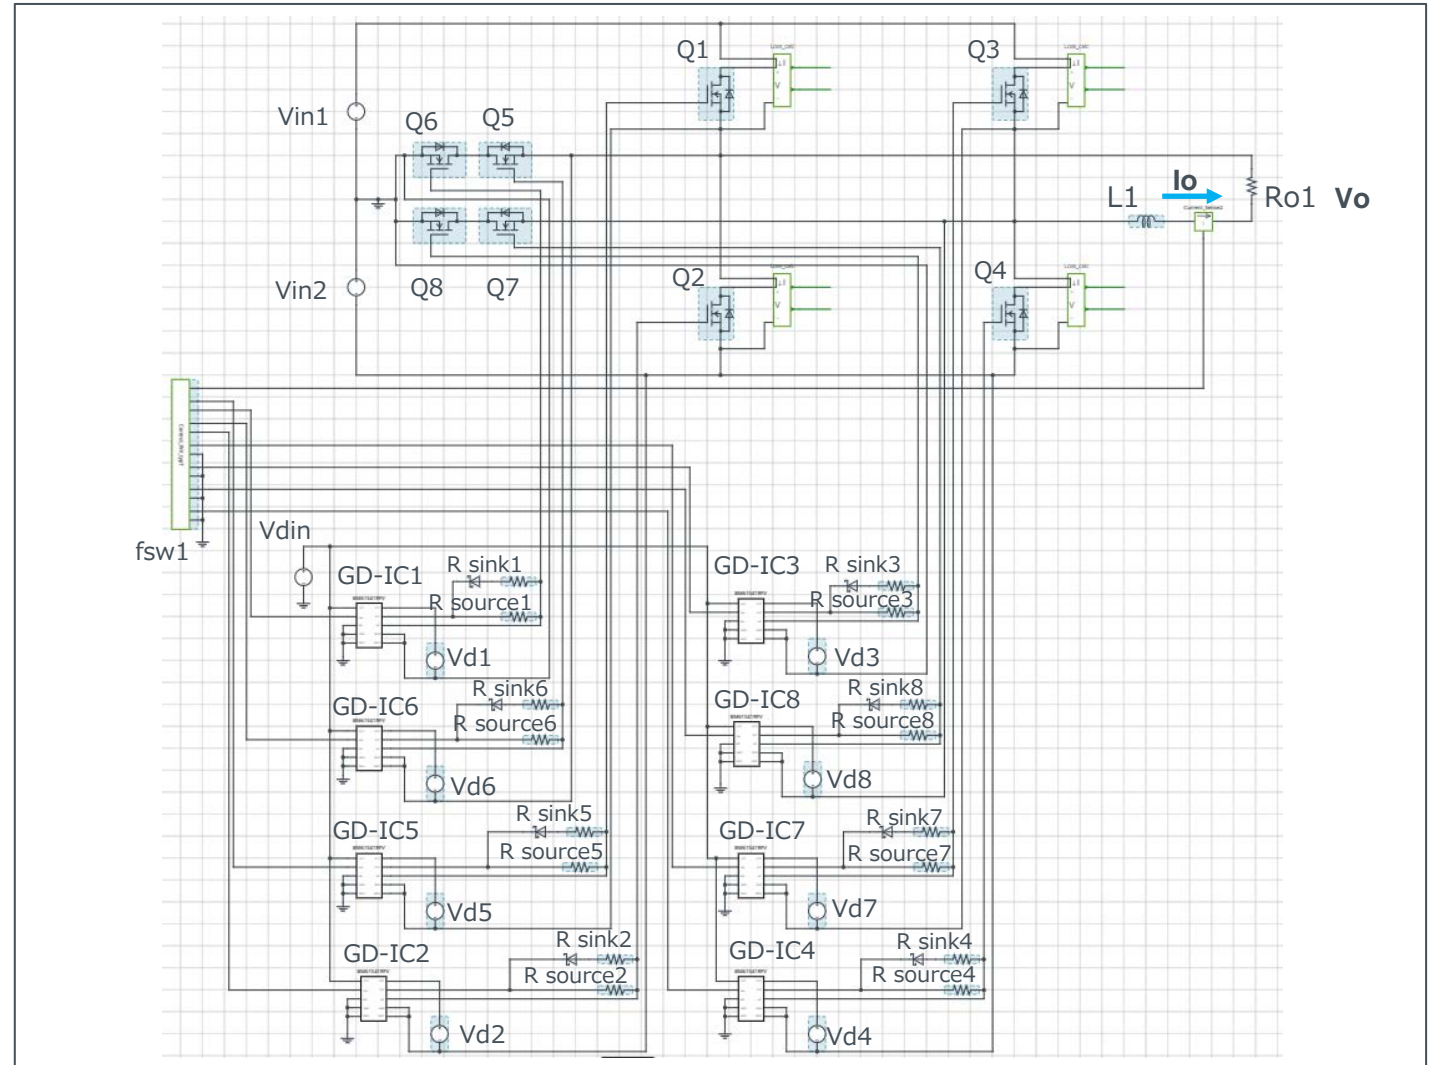 Q1
Q3
Vin1
Q6
Q5
Io
L1
Ro1
Vo
Vin2
Q8
Q7
Q2
Q4
Vdin
fsw1
GD-IC1
R sink1
R source1
Vd1
GD-IC3
R sink3
R source3
Vd3
GD-IC6
R sink6
R source6
Vd6
GD-IC8
R sink8
R source8
Vd8
GD-IC5
R sink5
R source5
Vd5
GD-IC7
R sink7
R source7
Vd7
GD-IC2
R sink2
R source2
Vd2
GD-IC4
R sink4
R source4
Vd4